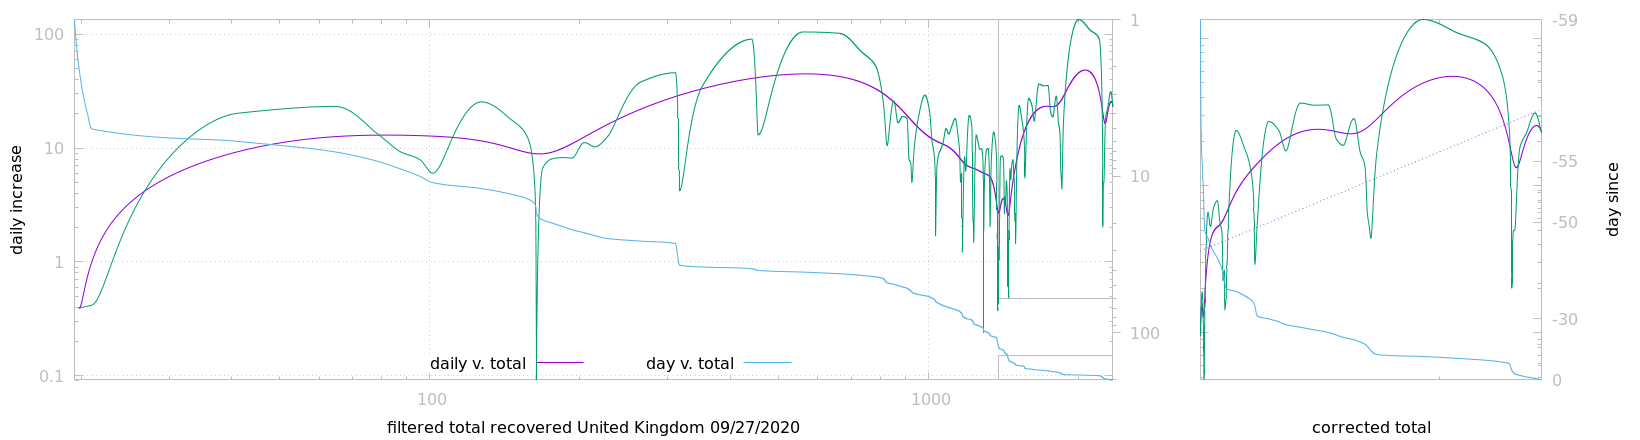 100
10
1
0.1
daily increase
100
1000
1
10
100
daily v. total
day v. total
filtered total recovered United Kingdom 09/27/2020
-59
-55
-50
-30
0
day since
corrected total